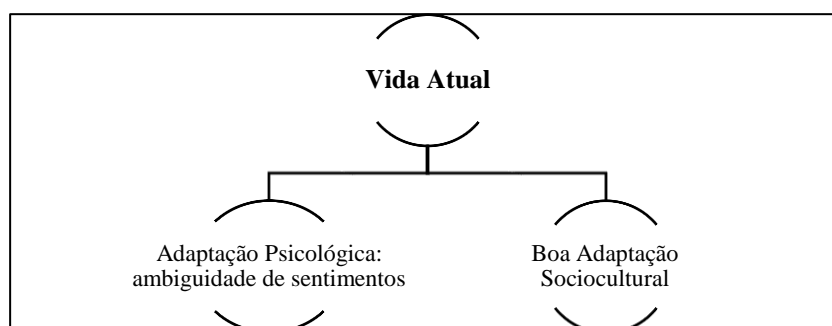 Vida Atual
Adaptação Psicológica:
ambiguidade de sentimentos
Boa Adaptação
Sociocultural